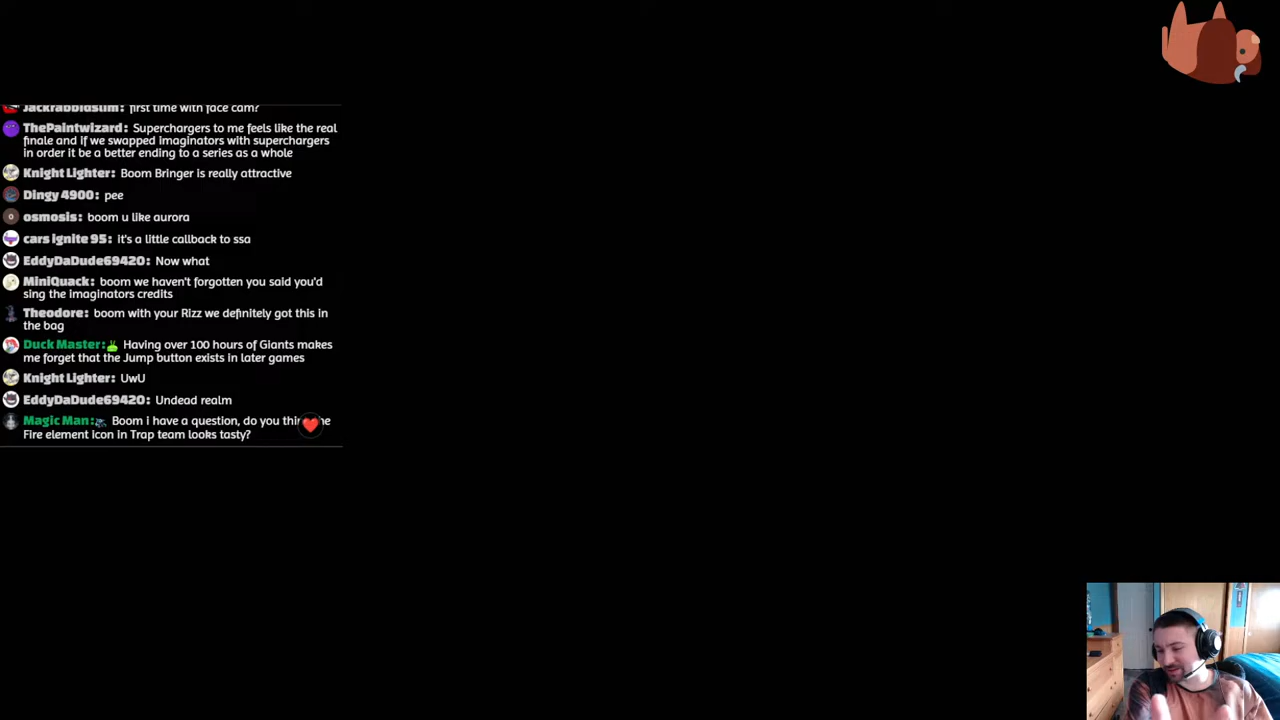 Jackrabbidslim: first time with face cam?
ThePaintwizard: Superchargers to me feels like the real
finale and if we swapped imaginators with superchargers
in order it be a better ending to a series as a whole
Knight Lighter: Boom Bringer is really attractive
Dingy 4900: pee
osmosis: boom u like aurora
cars ignite 95: it's a little callback to ssa
EddyDaDude69420: Now what
MiniQuack: boom we haven't forgotten you said you'd
sing the imaginators credits
Theodore: boom with your Rizz we definitely got this in
the bag
Duck Master: Having over 100 hours of Giants makes
me forget that the Jump button exists in later games
Knight Lighter: UwU
EddyDaDude69420: Undead realm
Magic Man: Boom i have a question, do you
Fire element icon in Trap team looks tasty?